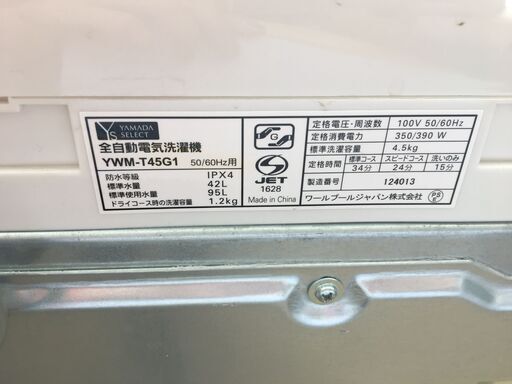 YS YAMADA SELECT
全自動電気洗濯機
YWM-T45G1 50/60Hz用
防水等級 IPX4
標準水量 42L
標準使用水量 95L
ドライコース時の洗濯容量 1.2kg
G
S
JET
1628
Made in China
定格電圧・周波数 100V 50/60Hz
定格消費電力 350/390 W
標準洗濯容量 4.5kg
定格時間 標準コース スピードコース 洗いのみ
34分 24分 15分
製造番号 124013
ワールプールジャパン株式会社
PS E